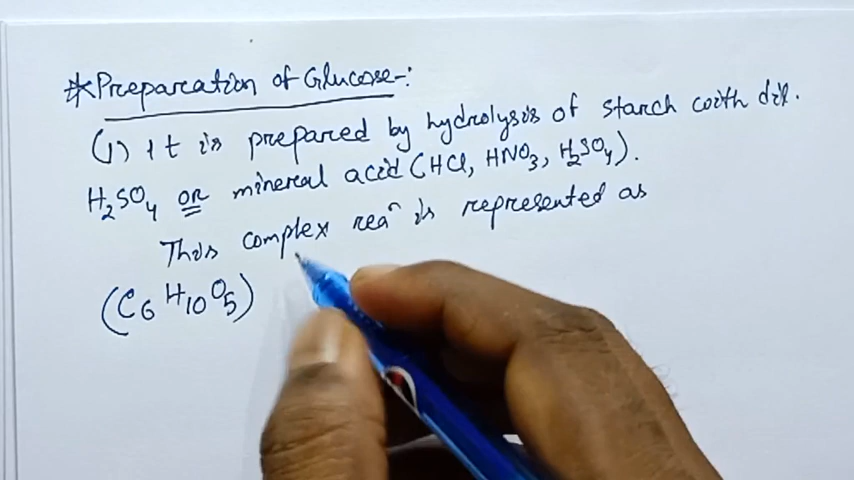 *Preparation of Glucose-:
(1) It is prepared by hydrolysis of starch with dil.
H₂SO₄ OR mineral acid (HCl, HNO₃, H₂SO₄).
This complex reaⁿ is represented as
(C₆H₁₀O₅)